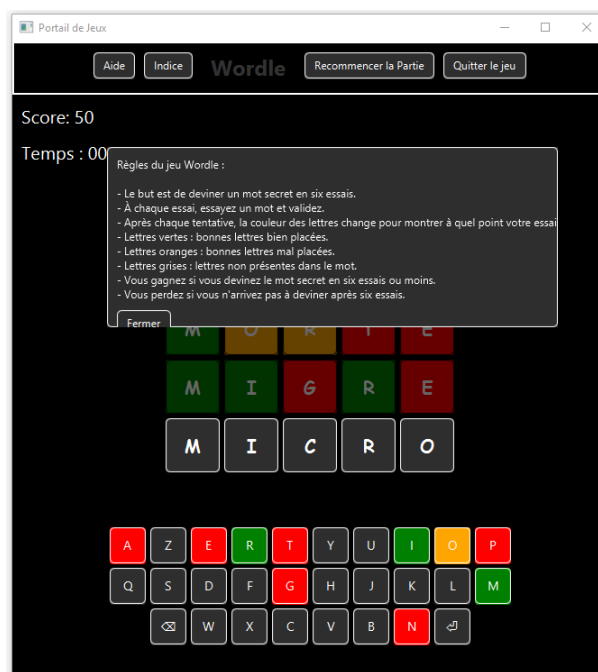 Portail de Jeux
Aide Indice Wordle Recommencer la Partie Quitter le jeu
Score: 50
Temps : 00
Règles du jeu Wordle :
- Le but est de deviner un mot secret en six essais.
- À chaque essai, essayez un mot et validez.
- Après chaque tentative, la couleur des lettres change pour montrer à quel point votre essai
- Lettres vertes : bonnes lettres bien placées.
- Lettres oranges : bonnes lettres mal placées.
- Lettres grises : lettres non présentes dans le mot.
- Vous gagnez si vous devinez le mot secret en six essais ou moins.
- Vous perdez si vous n'arrivez pas à deviner après six essais.
Fermer
M O R T E
M I G R E
M I C R O
A Z E R T Y U I O P
Q S D F G H J K L M
W X C V B N